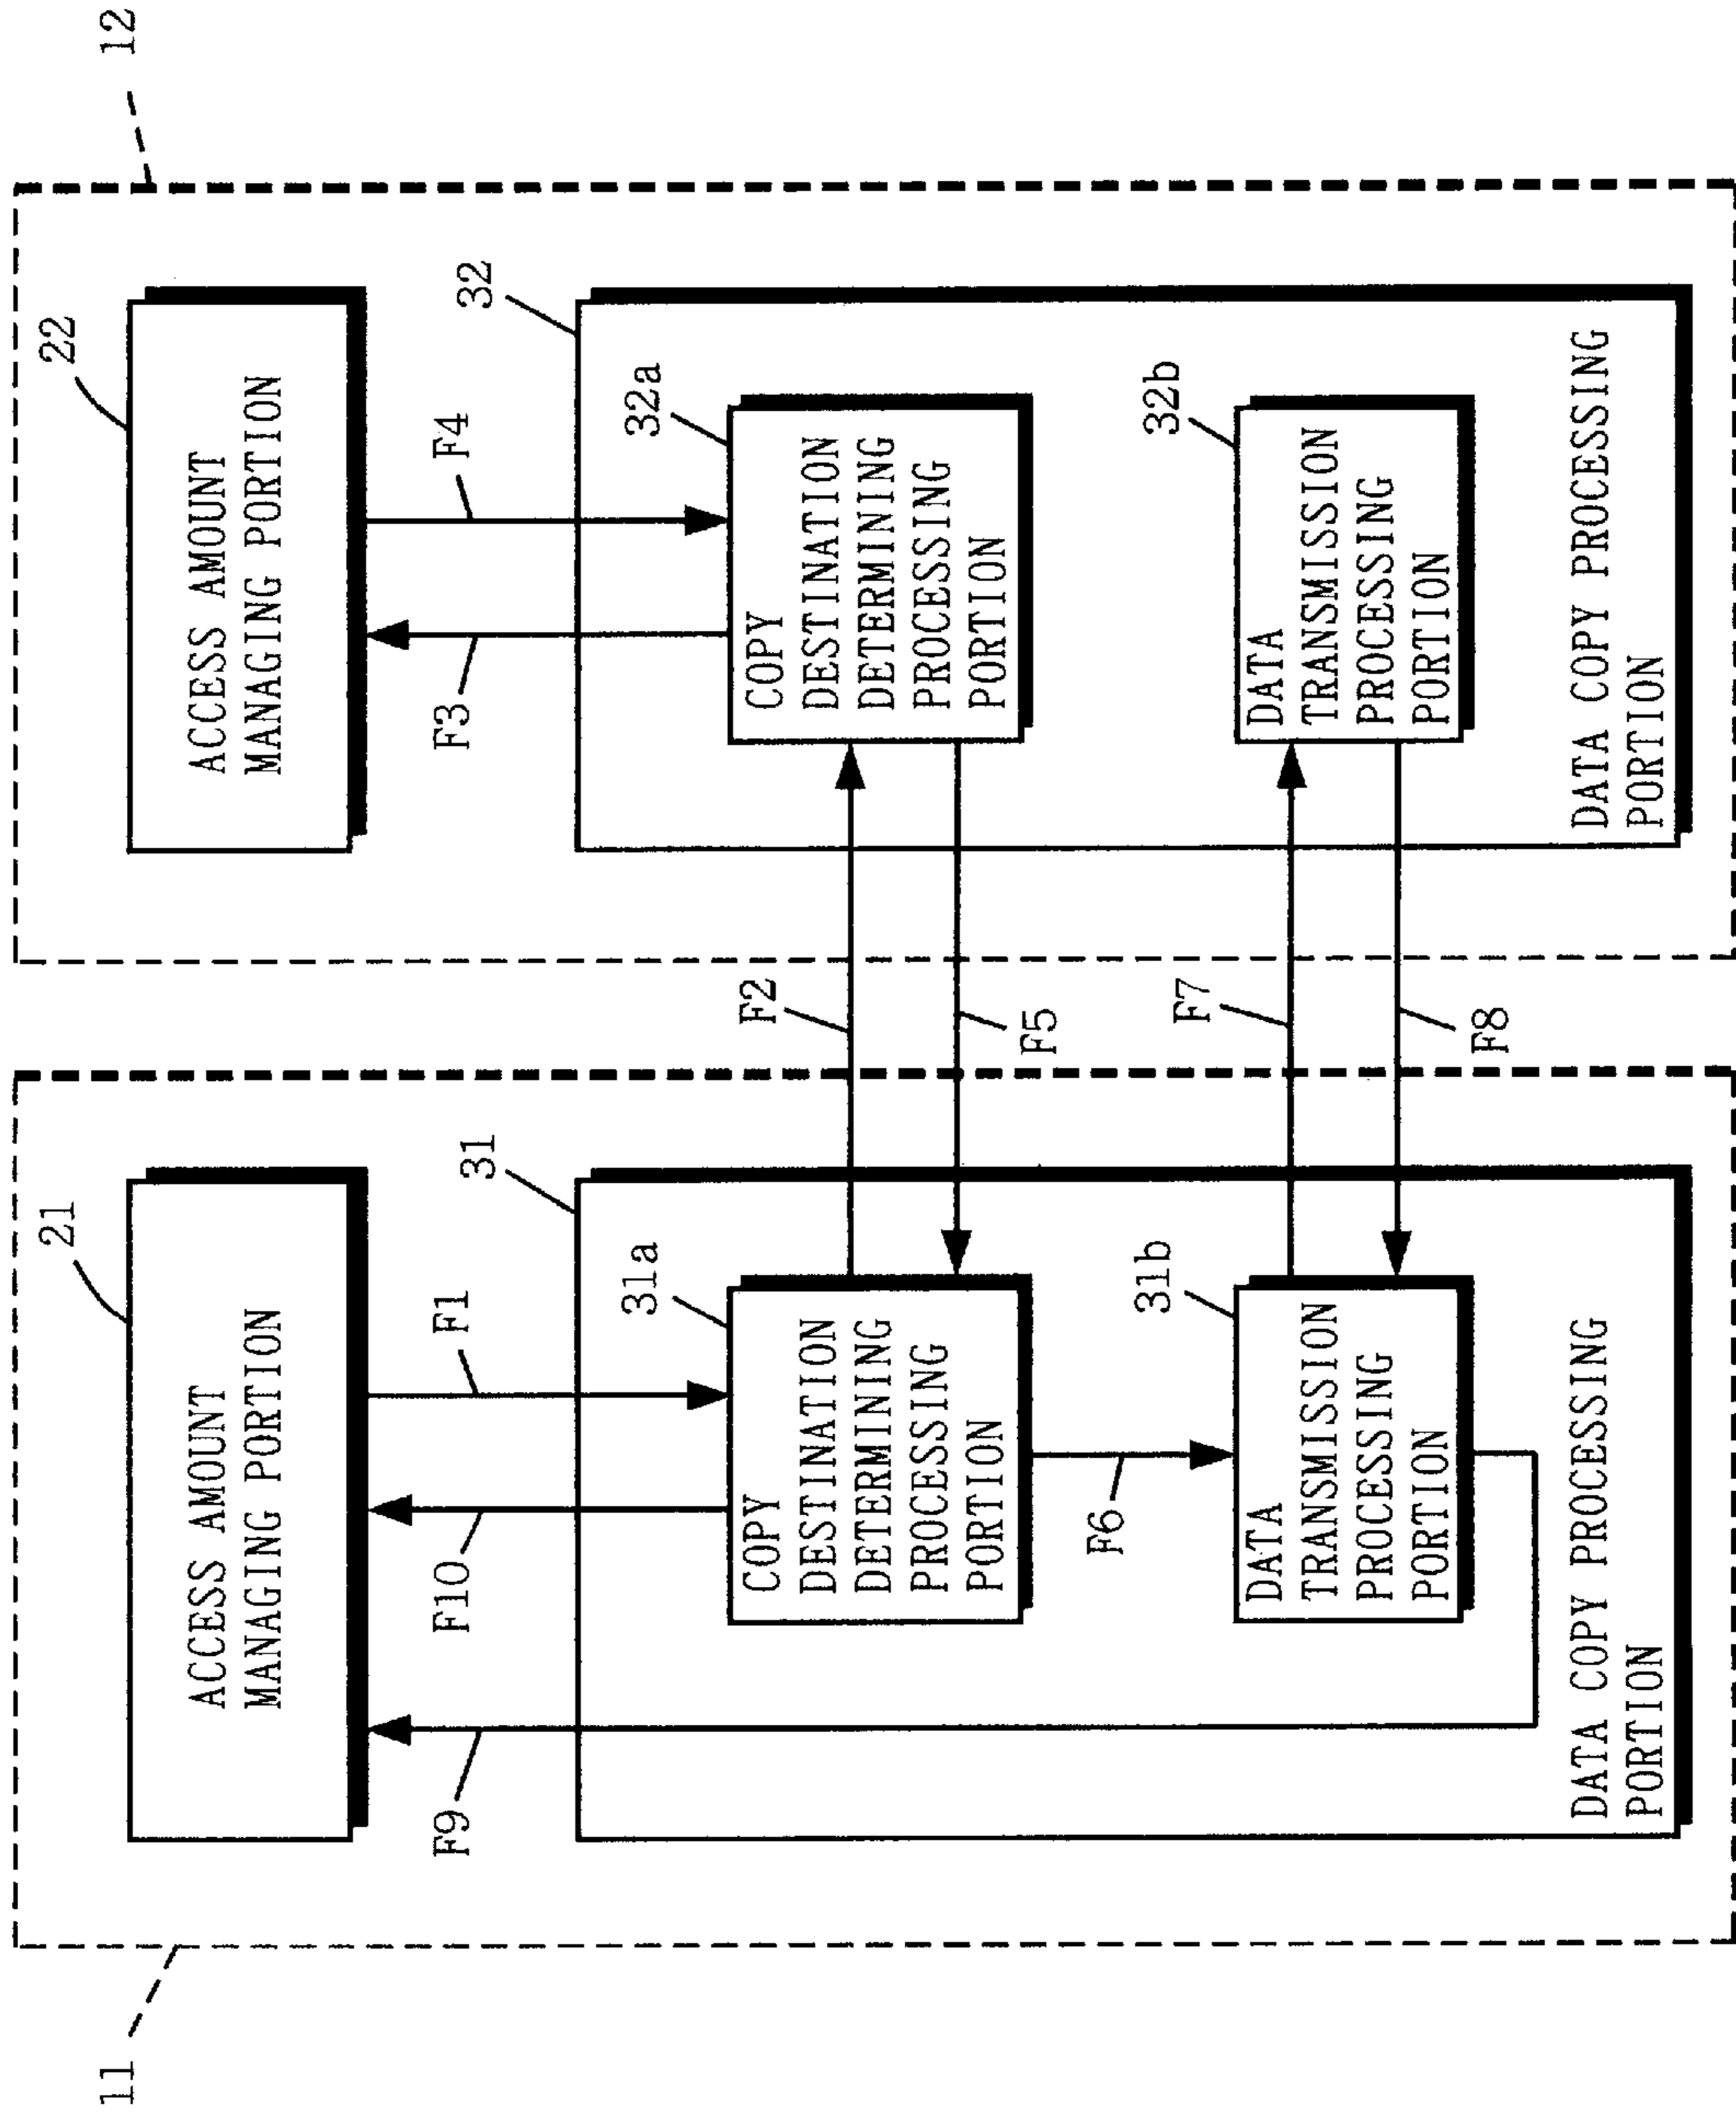 11
12
21
ACCESS AMOUNT
MANAGING PORTION
22
ACCESS AMOUNT
MANAGING PORTION
F9
F10
F1
F3
F4
31
31a
COPY
DESTINATION
DETERMINING
PROCESSING
PORTION
F2
F5
32
32a
COPY
DESTINATION
DETERMINING
PROCESSING
PORTION
F6
31b
DATA
TRANSMISSION
PROCESSING
PORTION
F7
F8
32b
DATA
TRANSMISSION
PROCESSING
PORTION
DATA COPY PROCESSING
PORTION
DATA COPY PROCESSING
PORTION